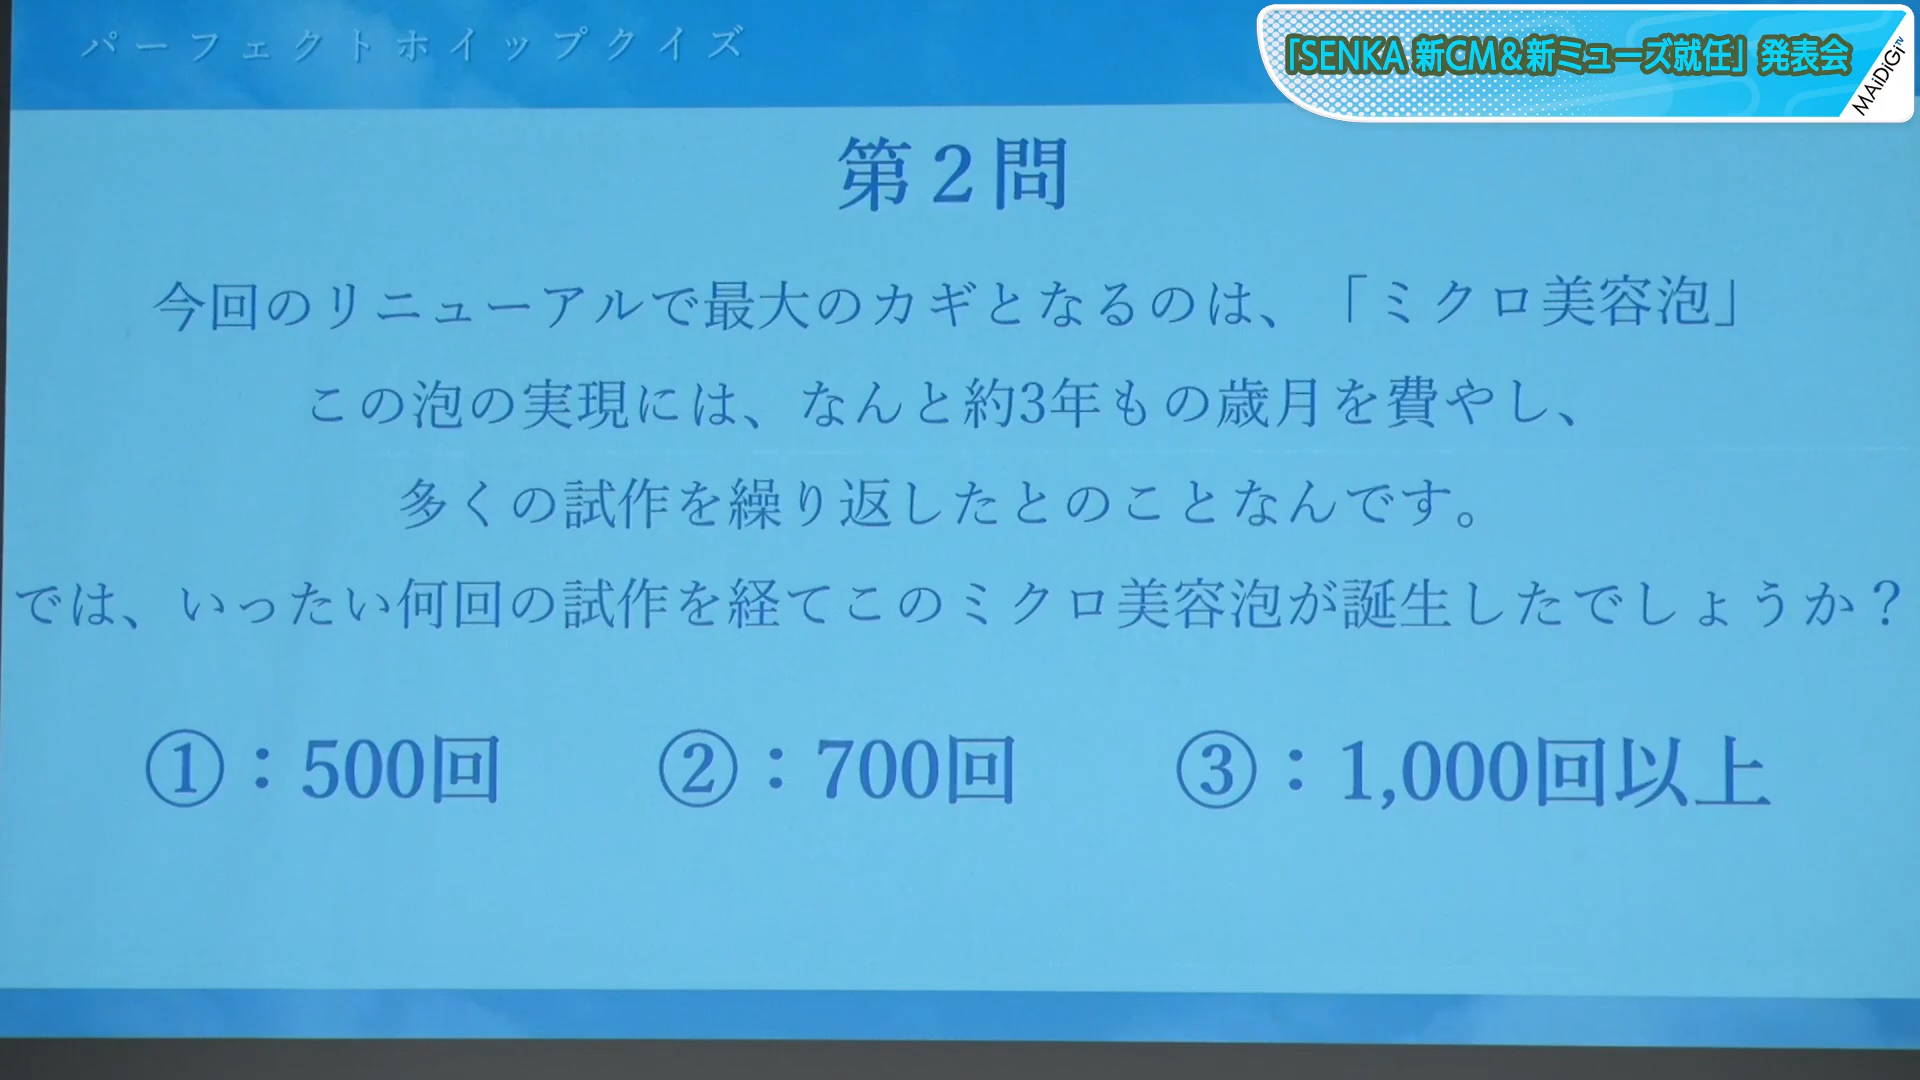 パーフェクトホイップクイズ
「SENKA 新CM&新ミューズ就任」発表会
MAiDiGiTV
第2問
今回のリニューアルで最大のカギとなるのは、「ミクロ美容泡」
この泡の実現には、なんと約3年もの歳月を費やし、
多くの試作を繰り返したとのことなんです。
では、いったい何回の試作を経てこのミクロ美容泡が誕生したでしょうか？
①：500回 ②：700回 ③：1,000回以上